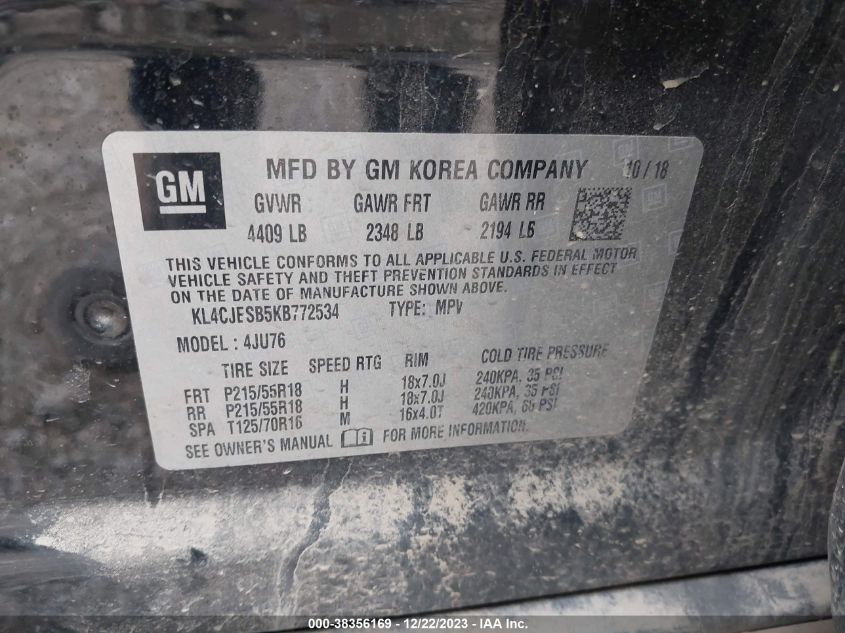 GM MFD BY GM KOREA COMPANY 10/18
GVWR GAWR FRT GAWR RR
4409 LB 2348 LB 2194 LB
THIS VEHICLE CONFORMS TO ALL APPLICABLE U.S. FEDERAL MOTOR
VEHICLE SAFETY AND THEFT PREVENTION STANDARDS IN EFFECT
ON THE DATE OF MANUFACTURE SHOWN ABOVE.
KL4CJESB5KB772534 TYPE: MPV
MODEL : 4JU76
TIRE SIZE SPEED RTG RIM COLD TIRE PRESSURE
FRT P215/55R18 H 18x7.0J 240KPA, 35 PSI
RR P215/55R18 H 18x7.0J 240KPA, 35 PSI
SPA T125/70R16 M 16x4.0T 420KPA, 60 PSI
SEE OWNER'S MANUAL FOR MORE INFORMATION.
000-38356169 - 12/22/2023 - IAA Inc.